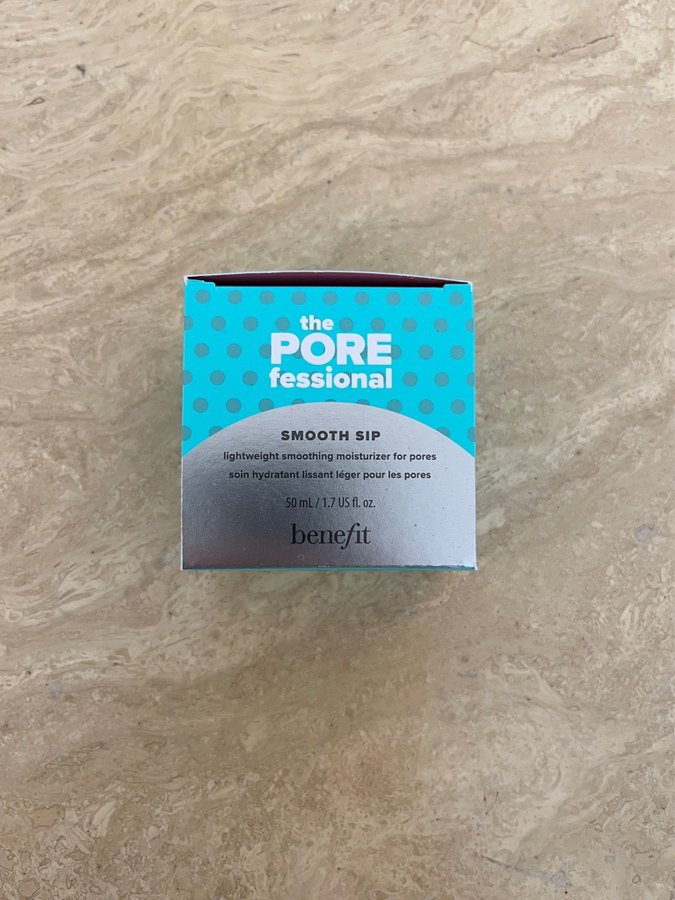 the
PORE
fessional
SMOOTH SIP
lightweight smoothing moisturizer for pores
soin hydratant lissant léger pour les pores
50 mL / 1.7 US fl. oz.
benefit